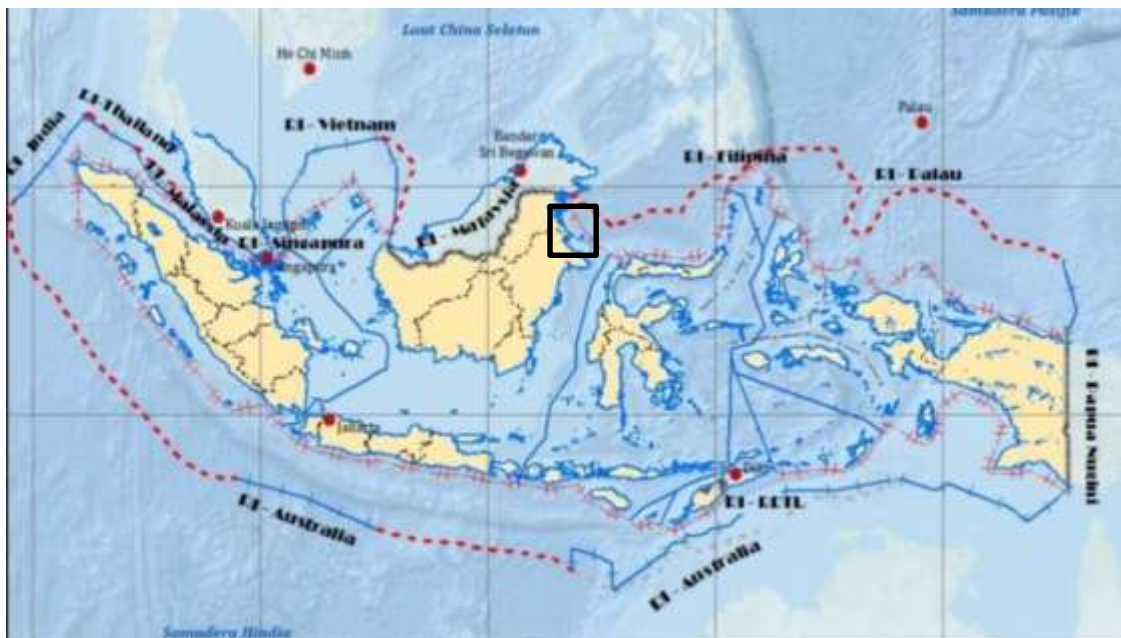 Samudera Pasifik
Laut China Selatan
Ho Chi Minh
RI-Thailand
RI - India
RI - Vietnam
Palau
Bandar
Sri Begawan
RI - Filipina
RI - Palau
RI - Malaysia
RI - Malaysia
Kuala Lumpur
RI - Singapura
Singapura
Jakarta
RI - Papua Nugini
Dili
RI - RDTL
RI - Australia
RI - Australia
Samudera Hindia